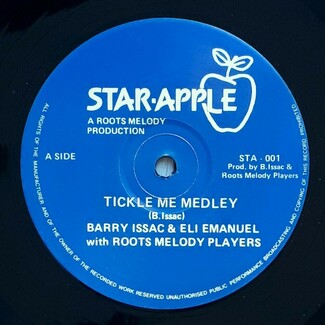 STAR·APPLE
A ROOTS MELODY
PRODUCTION
A SIDE
STA - 001
Prod. by B.Issac &
Roots Melody Players
TICKLE ME MEDLEY
(B.Issac)
BARRY ISSAC & ELI EMANUEL
with ROOTS MELODY PLAYERS
ALL RIGHTS OF THE MANUFACTURER AND OF THE OWNER OF THE RECORDED WORK RESERVED UNAUTHORISED PUBLIC PERFORMANCE BROADCASTING AND COPYING OF THIS RECORD PROHIBITED